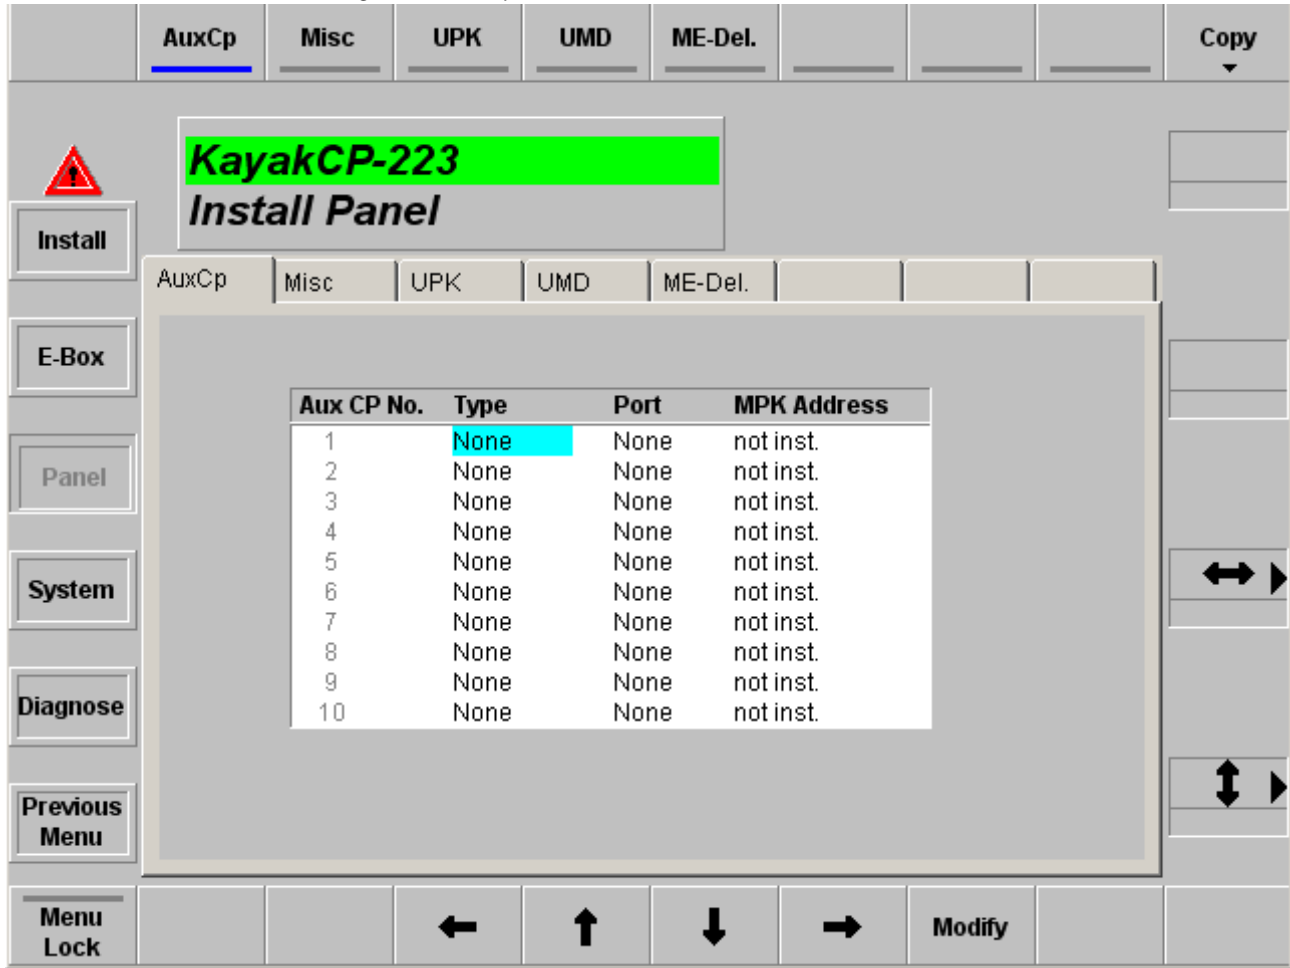 AuxCp Misc UPK UMD ME-Del. Copy
KayakCP-223
Install Panel
Install
AuxCp Misc UPK UMD ME-Del.
E-Box
Aux CP No. Type Port MPK Address
1 None None not inst.
2 None None not inst.
Panel
3 None None not inst.
4 None None not inst.
5 None None not inst.
System
6 None None not inst.
7 None None not inst.
8 None None not inst.
9 None None not inst.
Diagnose
10 None None not inst.
Previous
Menu
Menu
Lock
Modify